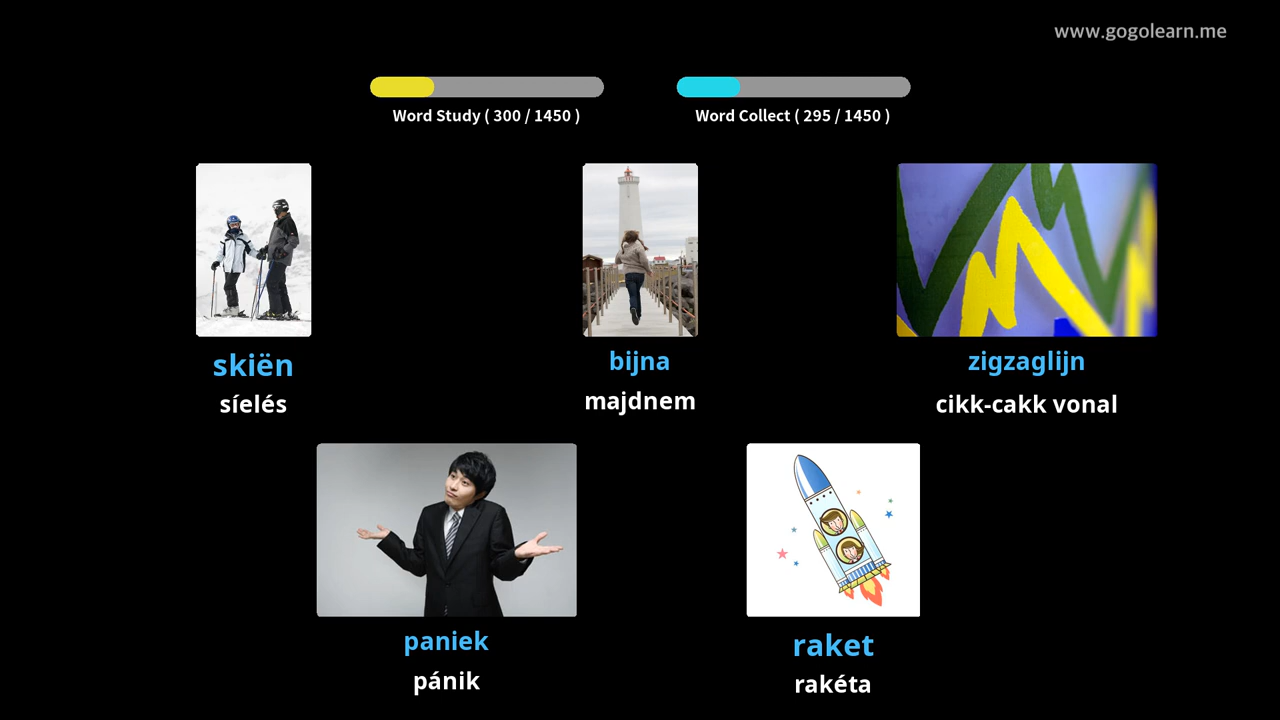 www.gogolearn.me
Word Study ( 300 / 1450 )
Word Collect ( 295 / 1450 )
skiën
síelés
bijna
majdnem
zigzaglijn
cikk-cakk vonal
paniek
pánik
raket
rakéta